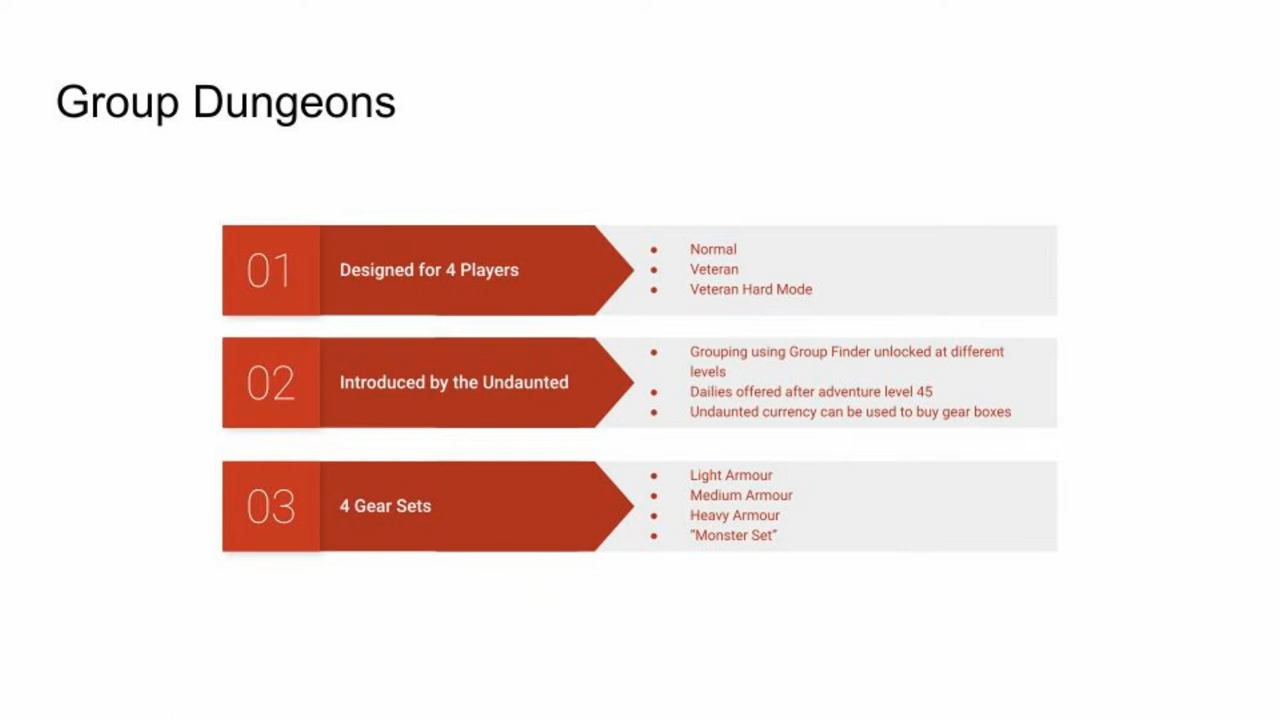 Group Dungeons
01
Designed for 4 Players
● Normal
● Veteran
● Veteran Hard Mode
02
Introduced by the Undaunted
● Grouping using Group Finder unlocked at different
levels
● Dailies offered after adventure level 45
● Undaunted currency can be used to buy gear boxes
03
4 Gear Sets
● Light Armour
● Medium Armour
● Heavy Armour
● "Monster Set"